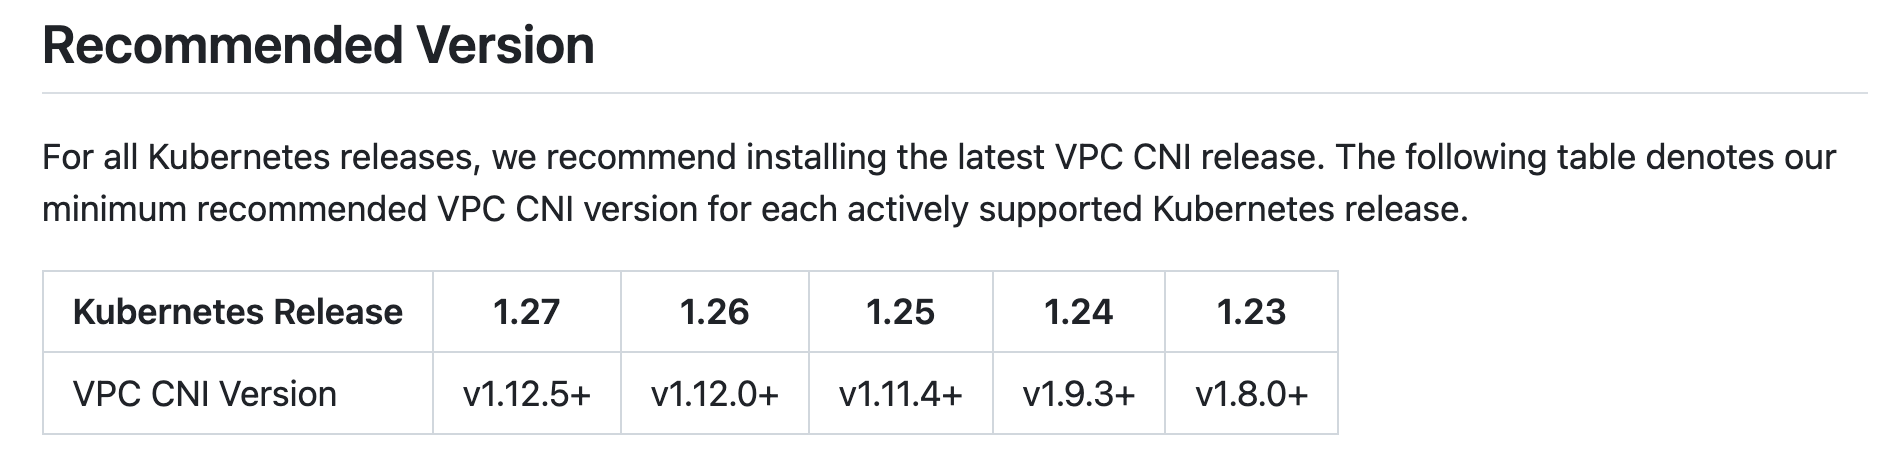 Recommended Version
For all Kubernetes releases, we recommend installing the latest VPC CNI release. The following table denotes our
minimum recommended VPC CNI version for each actively supported Kubernetes release.
Kubernetes Release 1.27 1.26 1.25 1.24 1.23
VPC CNI Version v1.12.5+ v1.12.0+ v1.11.4+ v1.9.3+ v1.8.0+